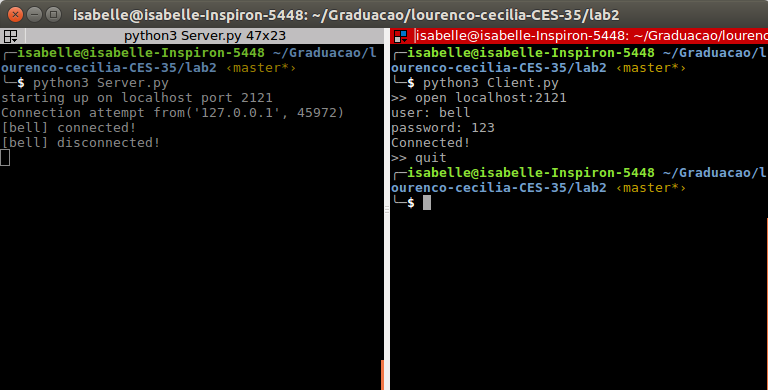 isabelle@isabelle-Inspiron-5448: ~/Graduacao/lourenco-cecilia-CES-35/lab2
python3 Server.py 47x23
╭─isabelle@isabelle-Inspiron-5448 ~/Graduacao/l
ourenco-cecilia-CES-35/lab2 ‹master*›
╰─$ python3 Server.py
starting up on localhost port 2121
Connection attempt from('127.0.0.1', 45972)
[bell] connected!
[bell] disconnected!
isabelle@isabelle-Inspiron-5448: ~/Graduacao/louren
╭─isabelle@isabelle-Inspiron-5448 ~/Graduacao/l
ourenco-cecilia-CES-35/lab2 ‹master*›
╰─$ python3 Client.py
>> open localhost:2121
user: bell
password: 123
Connected!
>> quit
╭─isabelle@isabelle-Inspiron-5448 ~/Graduacao/l
ourenco-cecilia-CES-35/lab2 ‹master*›
╰─$